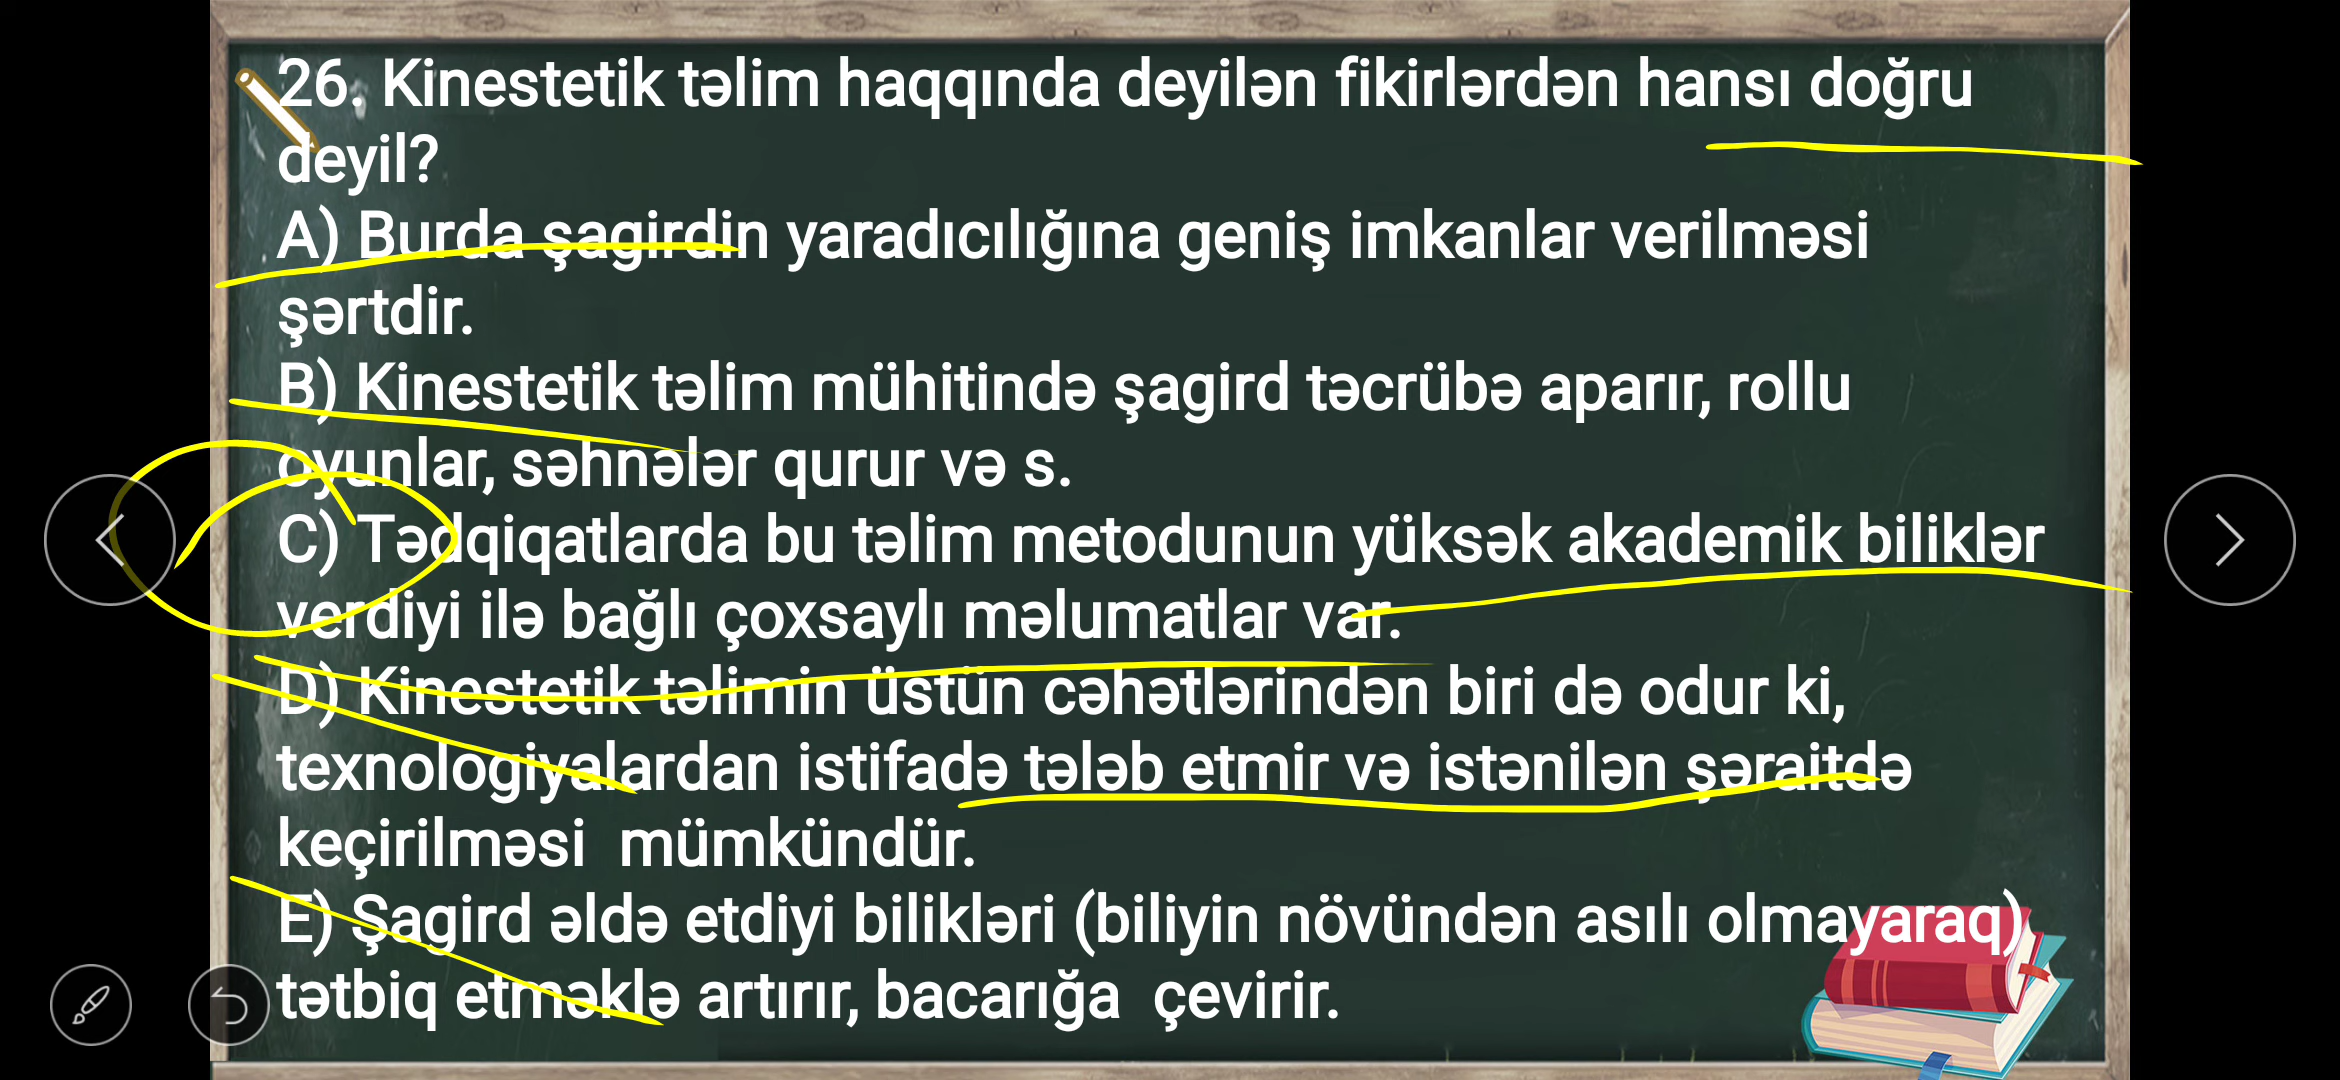 26. Kinestetik təlim haqqında deyilən fikirlərdən hansı doğru
deyil?
A) Burda şagirdin yaradıcılığına geniş imkanlar verilməsi
şərtdir.
B) Kinestetik təlim mühitində şagird təcrübə aparır, rollu
oyunlar, səhnələr qurur və s.
C) Tədqiqatlarda bu təlim metodunun yüksək akademik biliklər
verdiyi ilə bağlı çoxsaylı məlumatlar var.
D) Kinestetik təlimin üstün cəhətlərindən biri də odur ki,
texnologiyalardan istifadə tələb etmir və istənilən şəraitdə
keçirilməsi  mümkündür.
E) Şagird əldə etdiyi bilikləri (biliyin növündən asılı olmayaraq)
tətbiq etməklə artırır, bacarığa  çevirir.